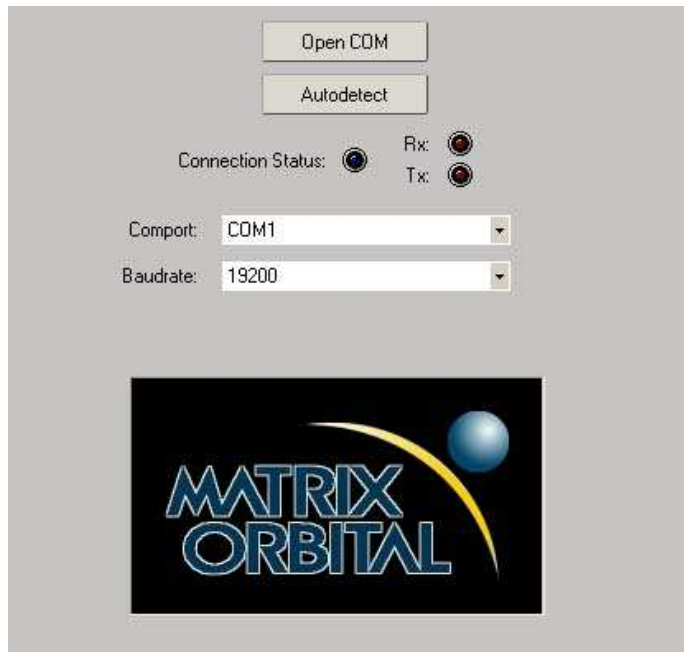 Open COM
Autodetect
Connection Status:
Rx:
Tx:
Comport: COM1
Baudrate: 19200
MATRIX
ORBITAL